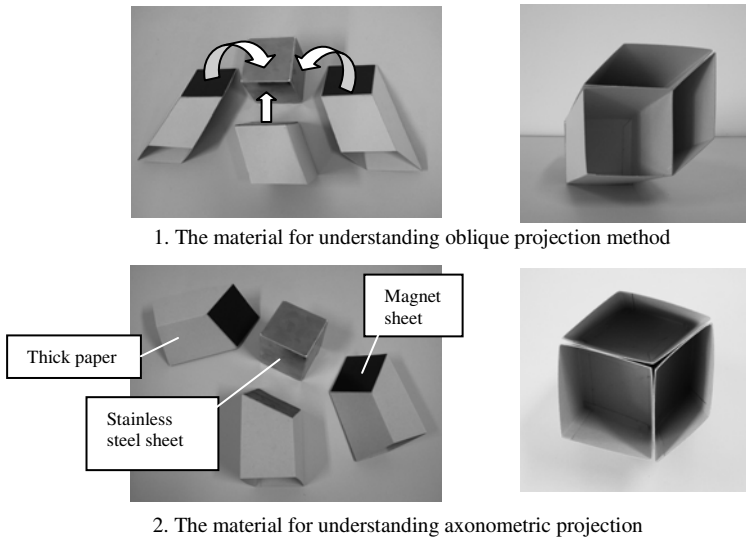 1. The material for understanding oblique projection method
Magnet
sheet
Thick paper
Stainless
steel sheet
2. The material for understanding axonometric projection